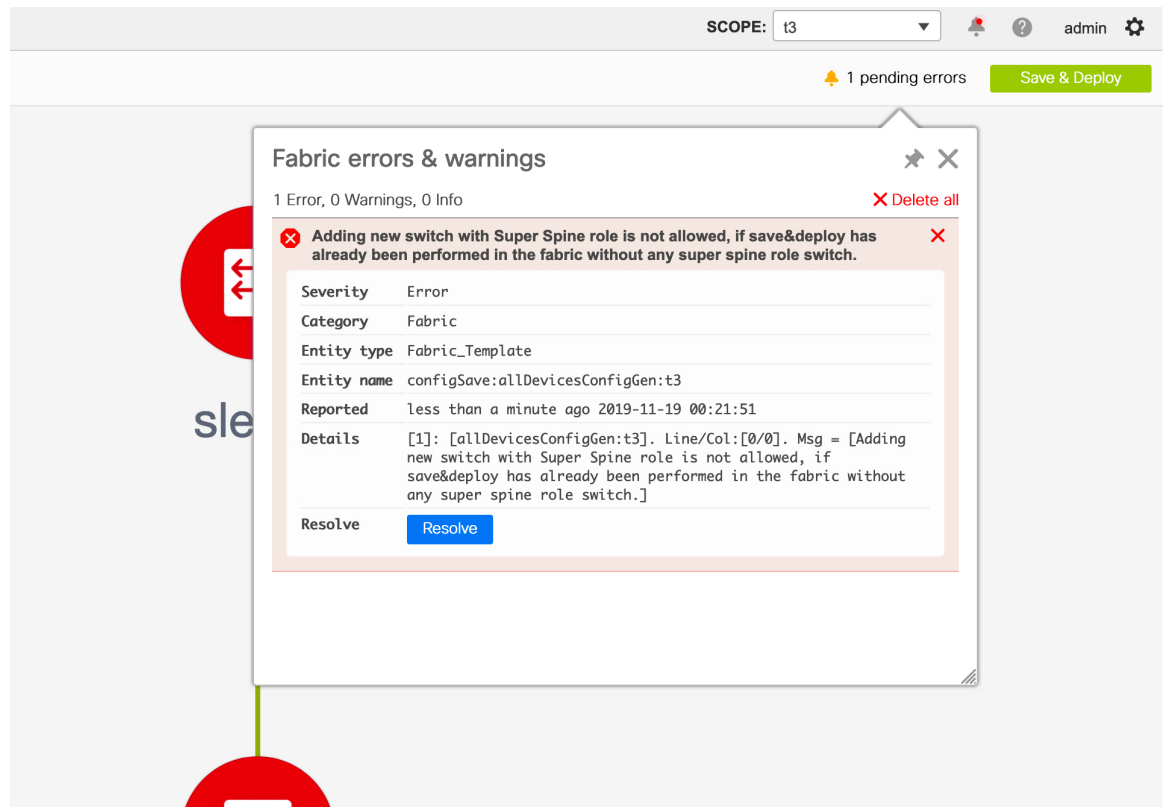 SCOPE: t3 admin
1 pending errors Save & Deploy
Fabric errors & warnings
1 Error, 0 Warnings, 0 Info Delete all
Adding new switch with Super Spine role is not allowed, if save&deploy has
already been performed in the fabric without any super spine role switch.
Severity Error
Category Fabric
Entity type Fabric_Template
Entity name configSave:allDevicesConfigGen:t3
Reported less than a minute ago 2019-11-19 00:21:51
Details [1]: [allDevicesConfigGen:t3]. Line/Col:[0/0]. Msg = [Adding
new switch with Super Spine role is not allowed, if
save&deploy has already been performed in the fabric without
any super spine role switch.]
Resolve Resolve
sle